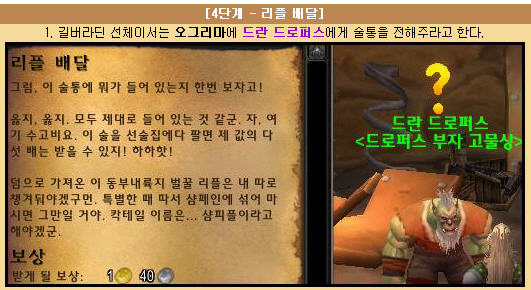 [4단계 - 리플 배달]
1. 길버라딘 선체이서는 오그리마에 드란 드로퍼스에게 술통을 전해주라고 한다.
리플 배달
그럼, 이 술통에 뭐가 들어 있는지 한번 보자고!
옳지, 옳지. 모두 제대로 들어 있는 것 같군. 자, 여
기 수고비요. 이 술을 선술집에다 팔면 제 값의 다
섯 배는 받을 수 있지! 하하핫!
덤으로 가져온 이 동부내륙지 벌꿀 리플은 내 따로
챙겨둬야겠구먼. 특별한 때 따서 샴페인에 섞어 마
시면 그만일 거야. 칵테일 이름은... 샴피플이라고
해야겠군.
보상
받게 될 보상: 1 40
?
드란 드로퍼스
<드로퍼스 부자 고물상>